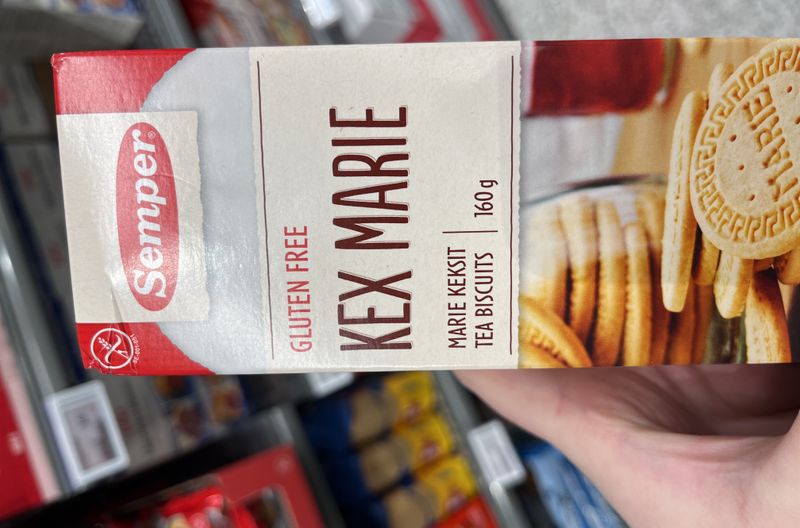 Semper
GLUTEN FREE
KEX MARIE
MARIE KEKSIT
TEA BISCUITS
160 g
MARIE